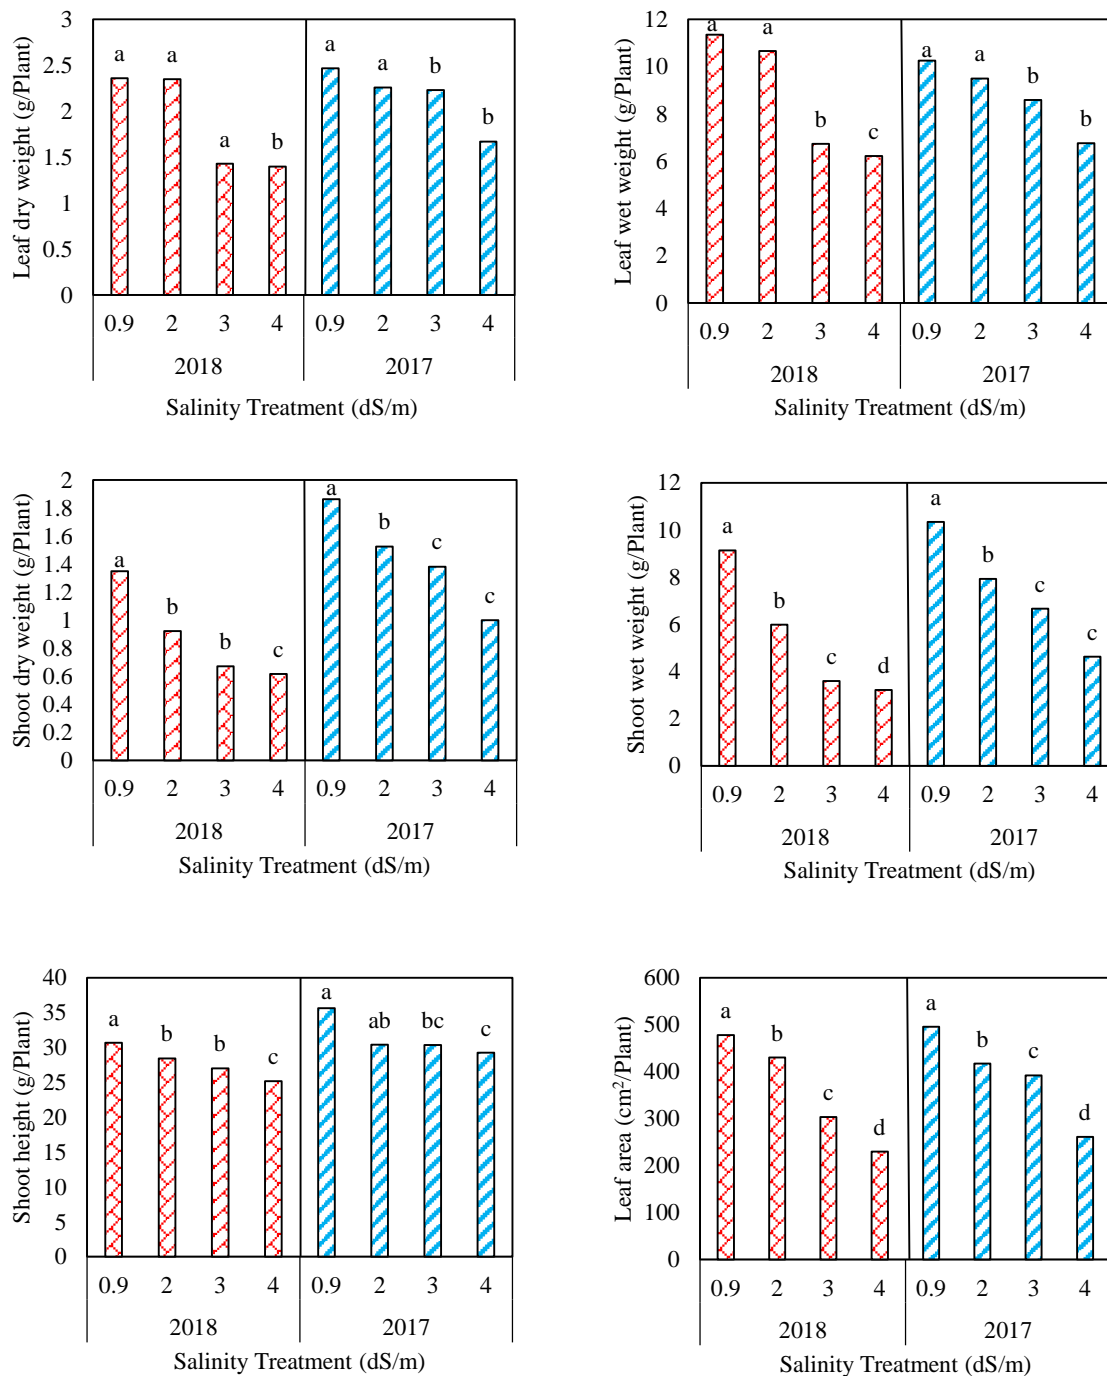 Leaf dry weight (g/Plant)
3
2.5
2
1.5
1
0.5
0
a a a b a a b b
0.9 2 3 4 0.9 2 3 4
2018 2017
Salinity Treatment (dS/m)
Leaf wet weight (g/Plant)
12
10
8
6
4
2
0
a a b c a a b b
0.9 2 3 4 0.9 2 3 4
2018 2017
Salinity Treatment (dS/m)
Shoot dry weight (g/Plant)
2
1.8
1.6
1.4
1.2
1
0.8
0.6
0.4
0.2
0
a b b c a b c c
0.9 2 3 4 0.9 2 3 4
2018 2017
Salinity Treatment (dS/m)
Shoot wet weight (g/Plant)
12
10
8
6
4
2
0
a b c d a b c c
0.9 2 3 4 0.9 2 3 4
2018 2017
Salinity Treatment (dS/m)
Shoot height (g/Plant)
40
35
30
25
20
15
10
5
0
a b b c a ab bc c
0.9 2 3 4 0.9 2 3 4
2018 2017
Salinity Treatment (dS/m)
Leaf area (cm²/Plant)
600
500
400
300
200
100
0
a b c d a b c d
0.9 2 3 4 0.9 2 3 4
2018 2017
Salinity Treatment (dS/m)